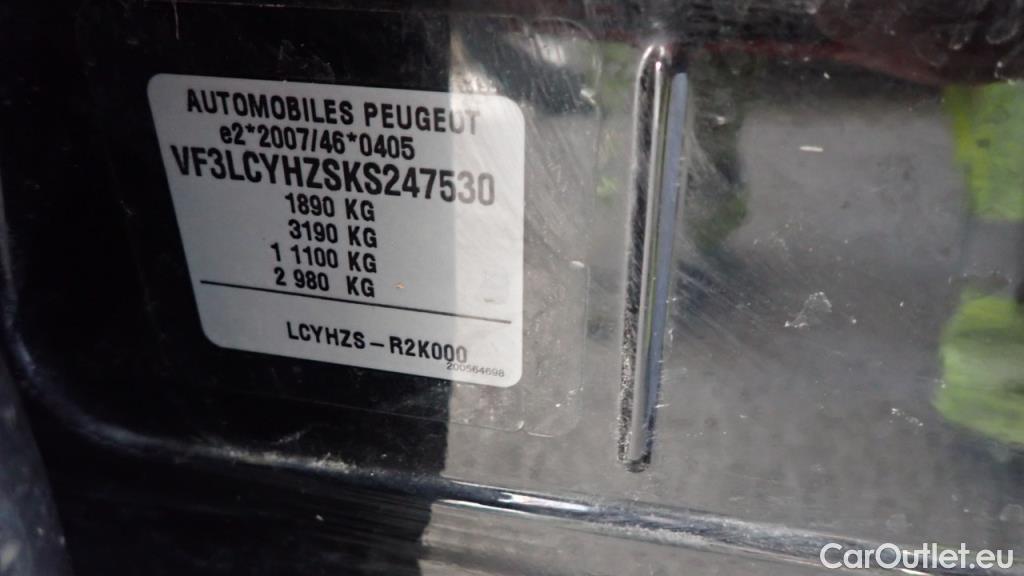 AUTOMOBILES PEUGEOT
e2*2007/46*0405
VF3LCYHZSKS247530
1890 KG
3190 KG
1 1100 KG
2 980 KG
LCYHZS - R2K000
200564698
CarOutlet.eu